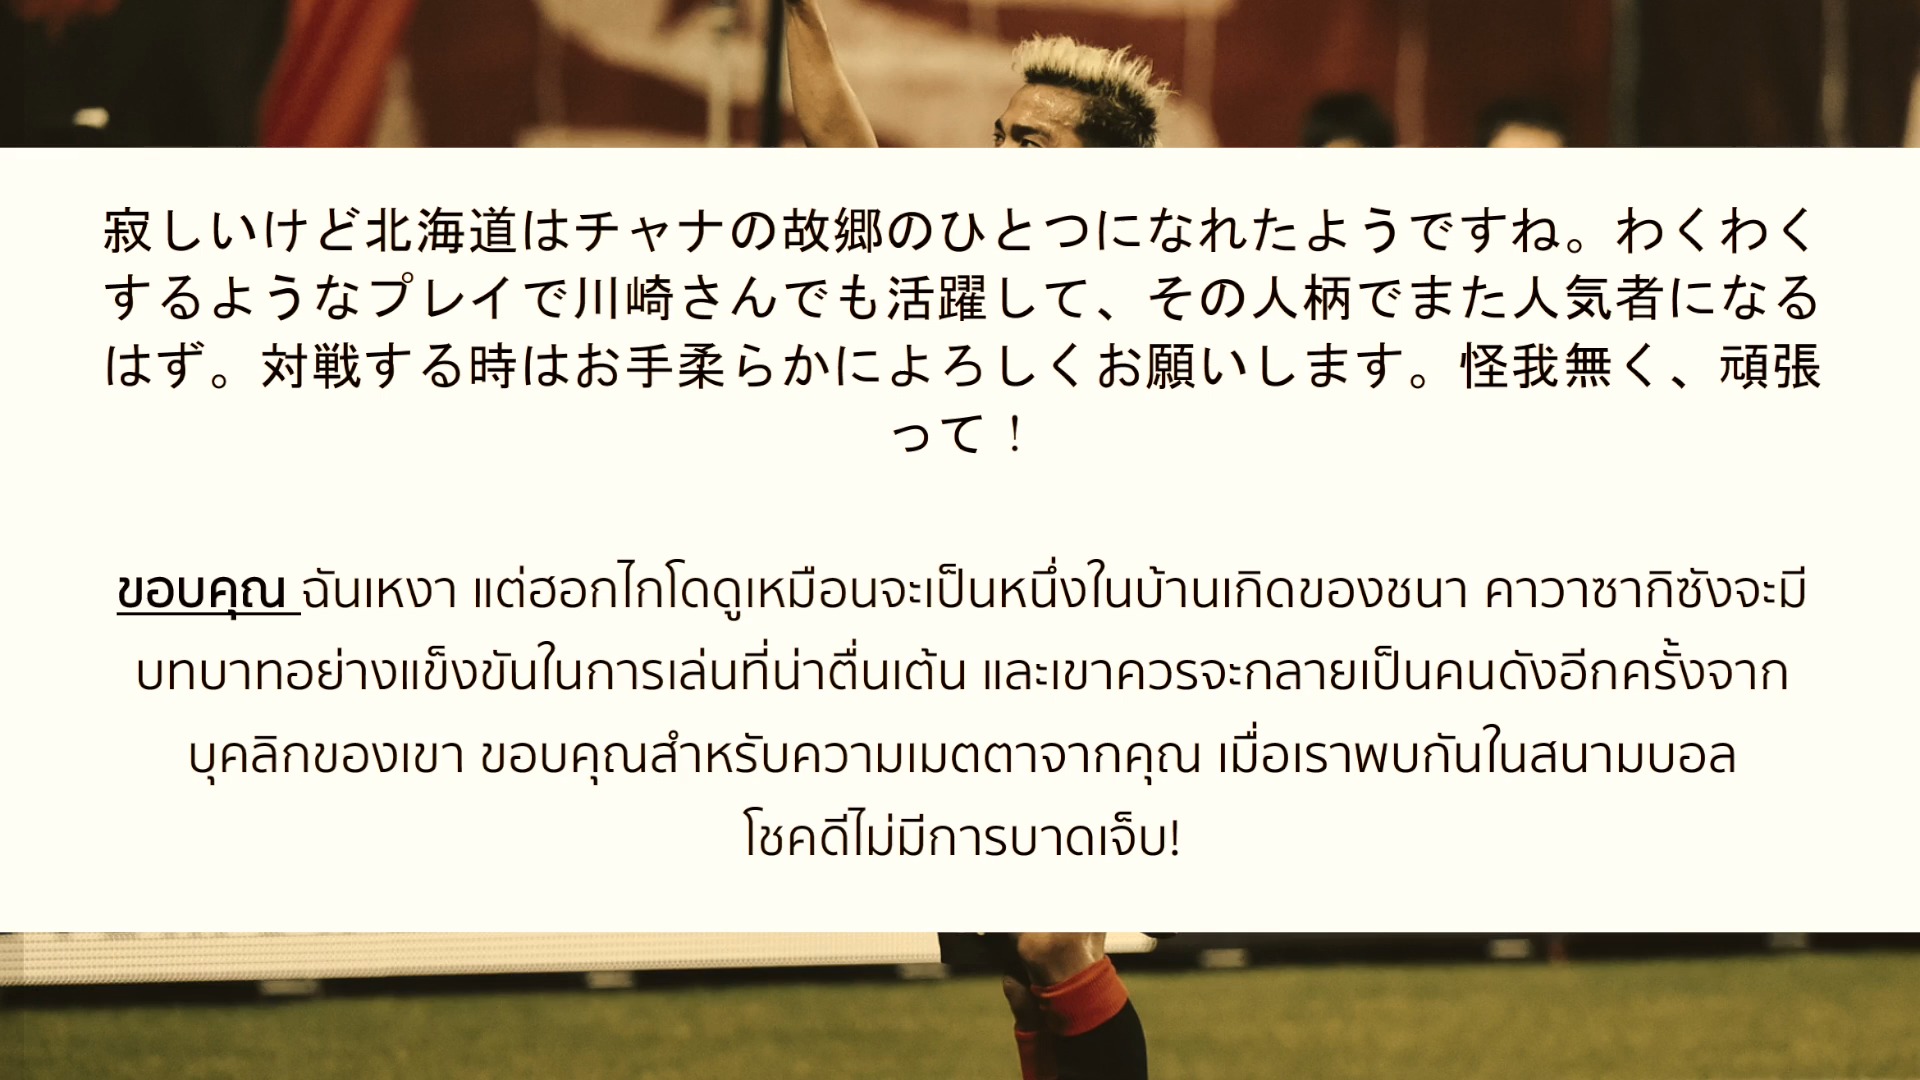 寂しいけど北海道はチャナの故郷のひとつになれたようですね。わくわく
するようなプレイで川崎さんでも活躍して、その人柄でまた人気者になる
はず。対戦する時はお手柔らかによろしくお願いします。怪我無く、頑張
って！
ขอบคุณ ฉันเหงา แต่ฮอกไกโดดูเหมือนจะเป็นหนึ่งในบ้านเกิดของชนา คาวาซากิซังจะมี
บทบาทอย่างแข็งขันในการเล่นที่น่าตื่นเต้น และเขาควรจะกลายเป็นคนดังอีกครั้งจาก
บุคลิกของเขา ขอบคุณสำหรับความเมตตาจากคุณ เมื่อเราพบกันในสนามบอล
โชคดีไม่มีการบาดเจ็บ!